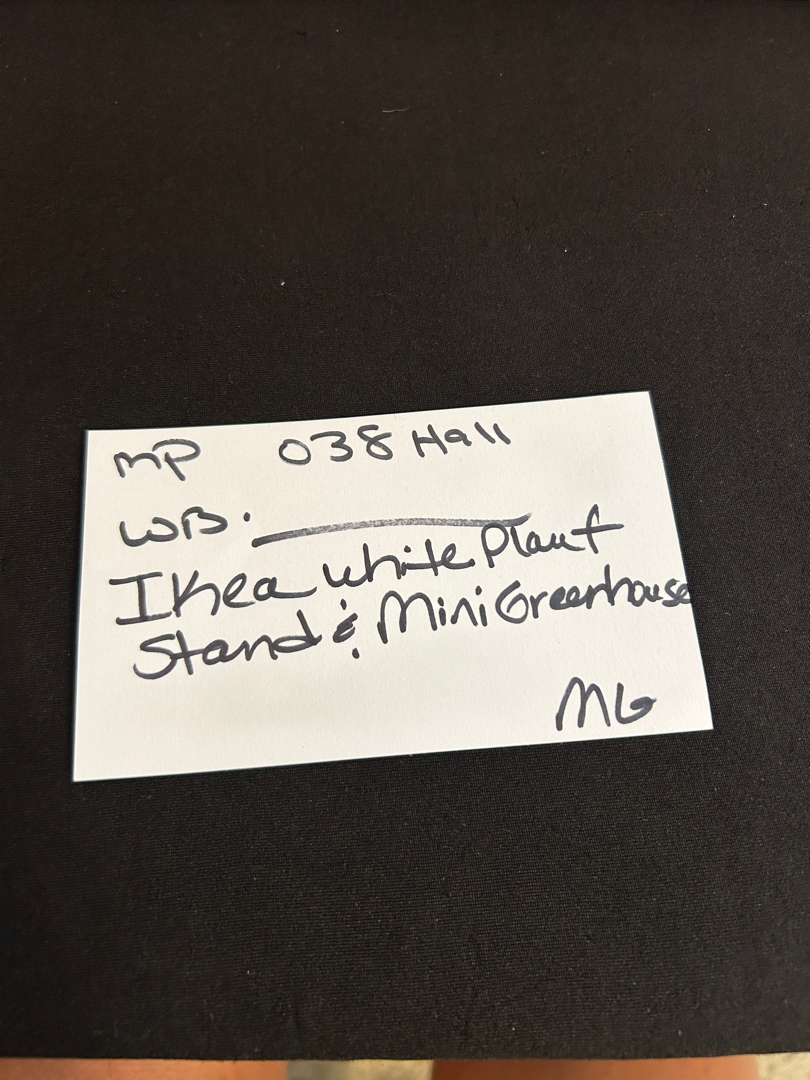 MP 038 Hall
WB. ________
IKea white Plant
Stand & Mini Greenhouse
MG